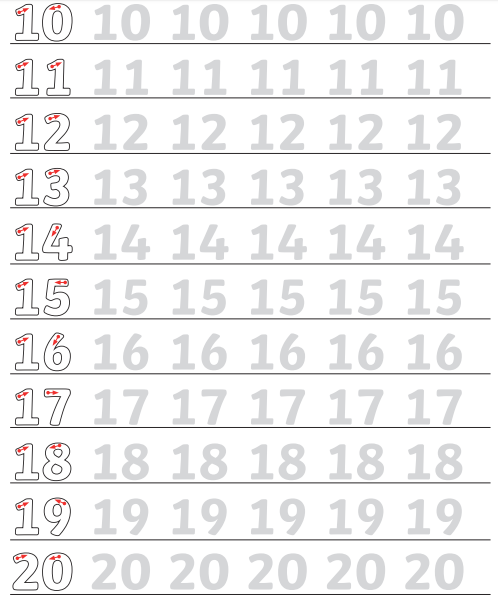 10 10 10 10 10 10
11 11 11 11 11 11
12 12 12 12 12 12
13 13 13 13 13 13
14 14 14 14 14 14
15 15 15 15 15 15
16 16 16 16 16 16
17 17 17 17 17 17
18 18 18 18 18 18
19 19 19 19 19 19
20 20 20 20 20 20